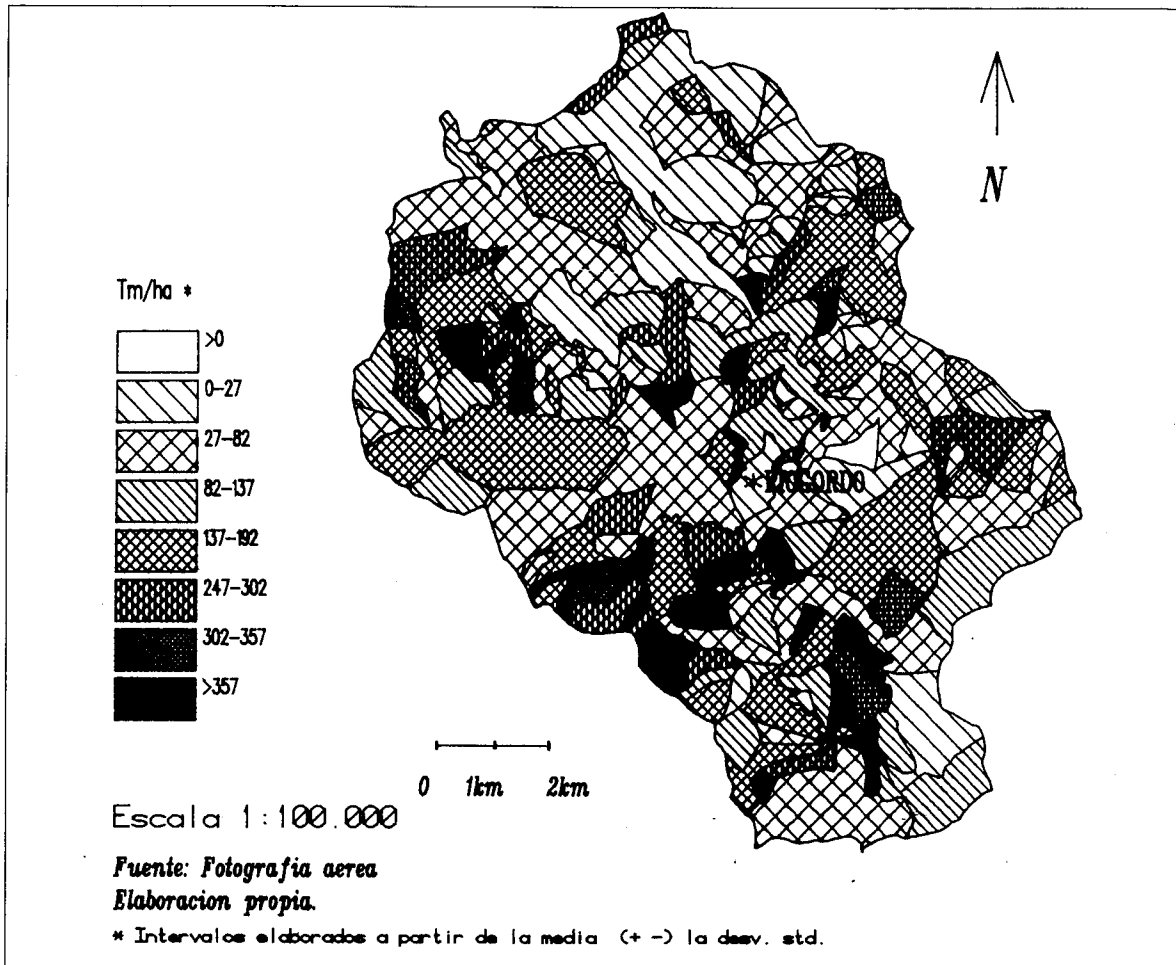 N
Tm/ha *
>0
0-27
27-82
82-137
137-192
247-302
302-357
>357
*RIOGORDO
0 1km 2km
Escala 1:100.000
Fuente: Fotografia aerea
Elaboracion propia.
* Intervalos elaborados a partir de la media (+ -) la desv. std.